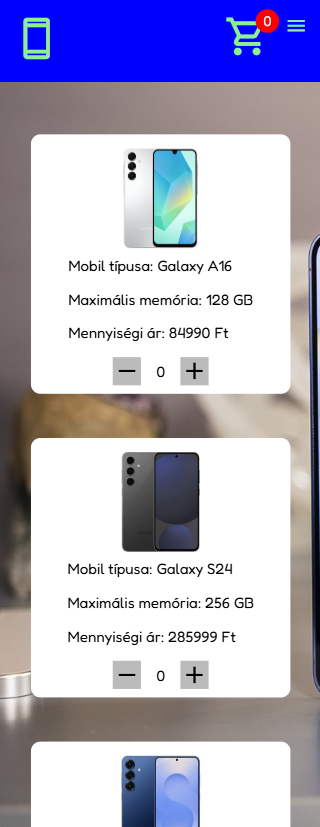 0
Mobil típusa: Galaxy A16
Maximális memória: 128 GB
Mennyiségi ár: 84990 Ft
— 0 +
Mobil típusa: Galaxy S24
Maximális memória: 256 GB
Mennyiségi ár: 285999 Ft
— 0 +